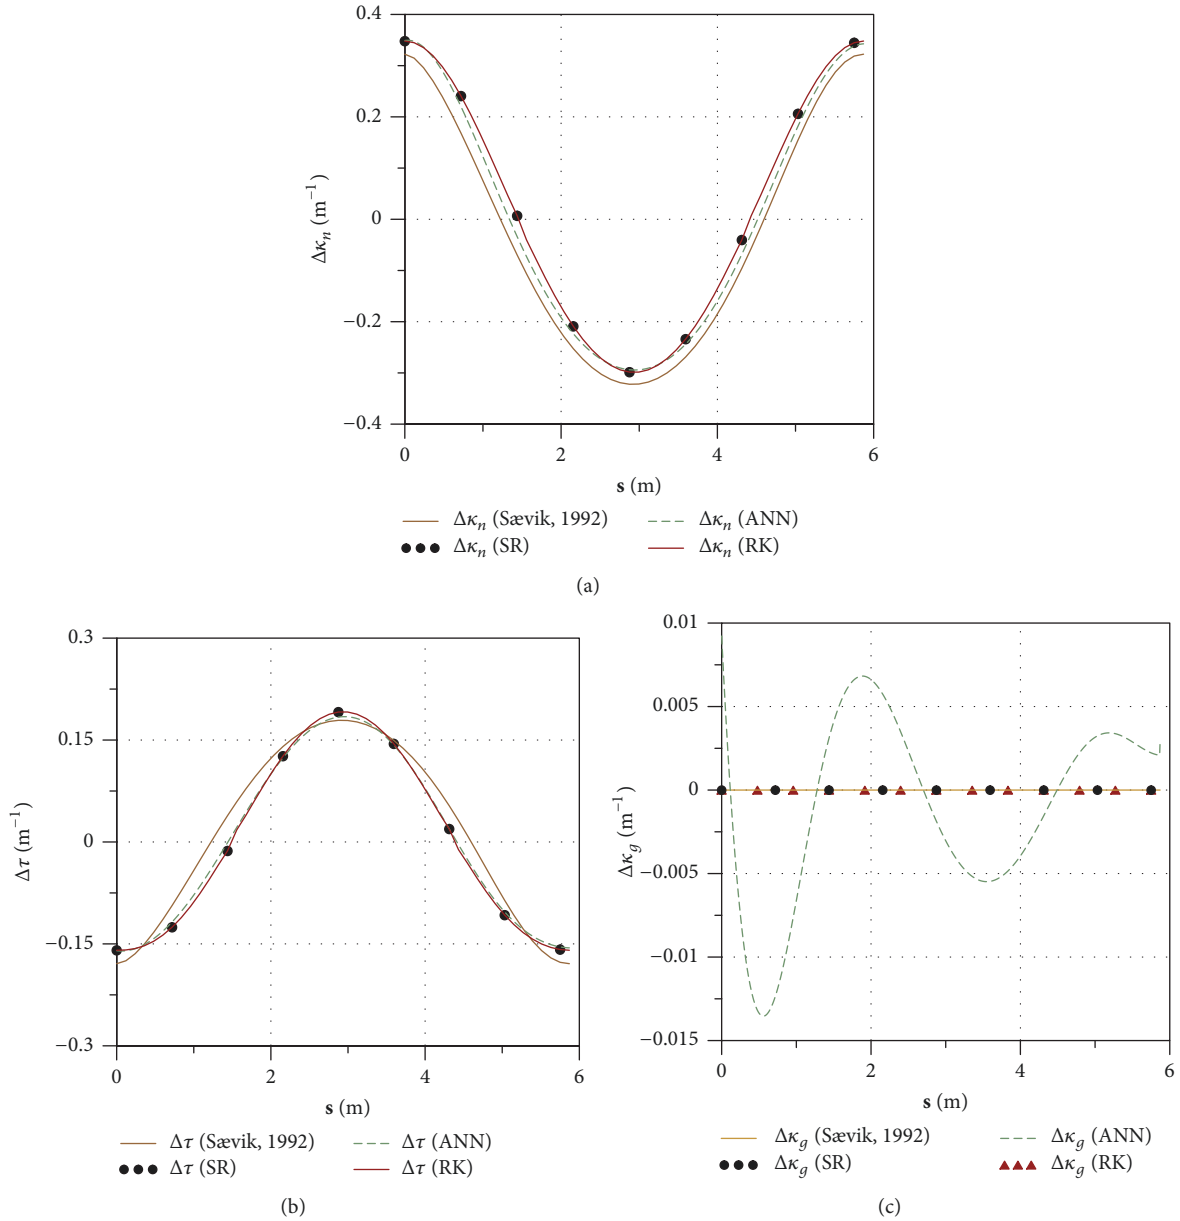 0.4
0.2
0
−0.2
−0.4
Δκn (m−1)
0 2 4 6
s (m)
Δκn (Sævik, 1992) Δκn (ANN)
Δκn (SR) Δκn (RK)
(a)
0.3
0.15
0
−0.15
−0.3
Δτ (m−1)
0 2 4 6
s (m)
Δτ (Sævik, 1992) Δτ (ANN)
Δτ (SR) Δτ (RK)
(b)
0.01
0.005
0
−0.005
−0.01
−0.015
Δκg (m−1)
0 2 4 6
s (m)
Δκg (Sævik, 1992) Δκg (ANN)
Δκg (SR) Δκg (RK)
(c)